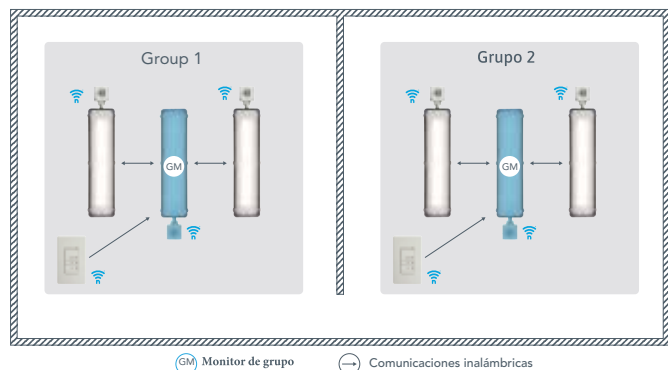 Group 1
Grupo 2
GM
GM
GM Monitor de grupo
Comunicaciones inalámbricas